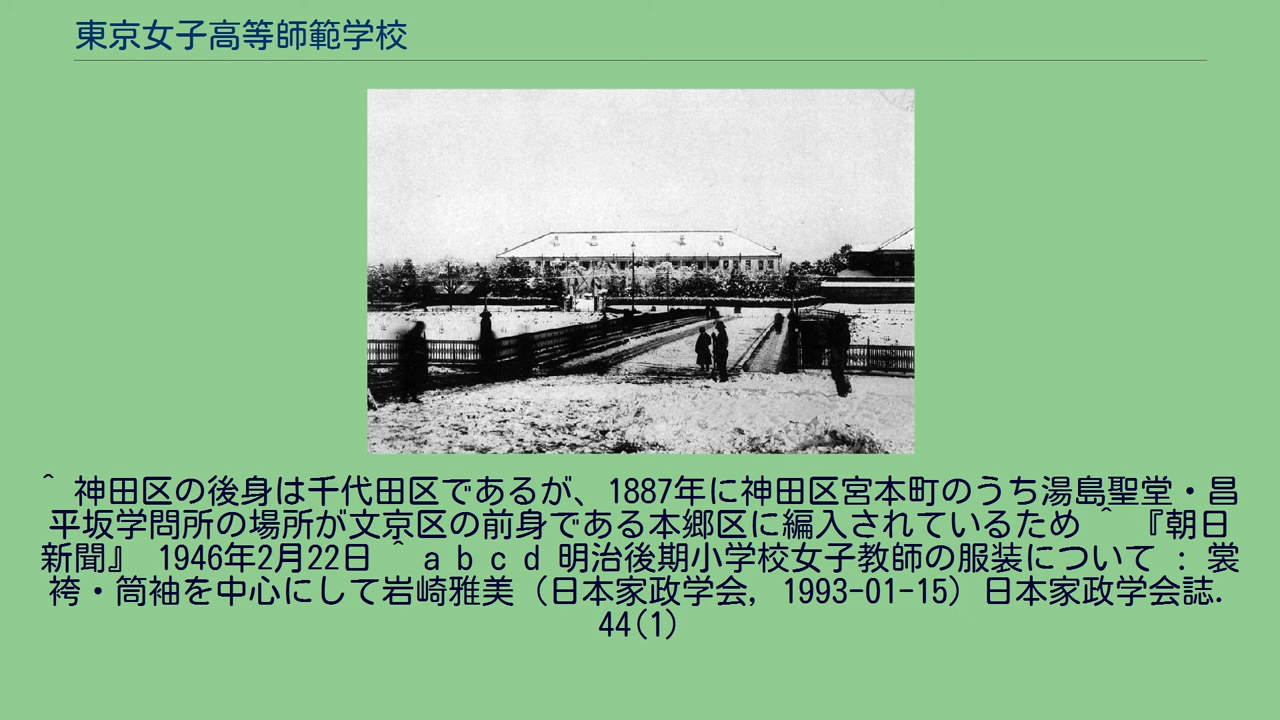 東京女子高等師範学校
^ 神田区の後身は千代田区であるが、1887年に神田区宮本町のうち湯島聖堂・昌
平坂学問所の場所が文京区の前身である本郷区に編入されているため ^ 『朝日
新聞』 1946年2月22日 ^ a b c d 明治後期小学校女子教師の服装について : 裳
袴・筒袖を中心にして岩崎雅美（日本家政学会, 1993-01-15）日本家政学会誌.
44(1)